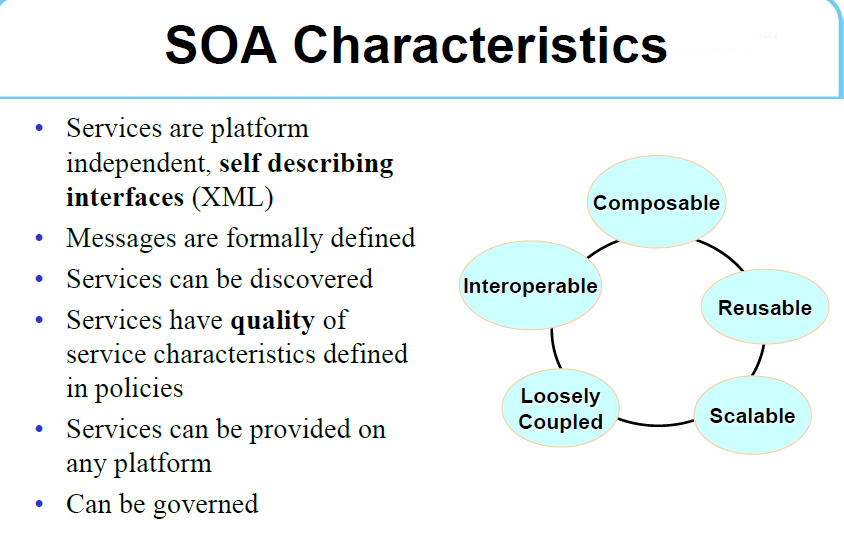 SOA Characteristics
• Services are platform
independent, self describing
interfaces (XML)
• Messages are formally defined
• Services can be discovered
• Services have quality of
service characteristics defined
in policies
• Services can be provided on
any platform
• Can be governed
Composable
Interoperable
Reusable
Loosely
Coupled
Scalable